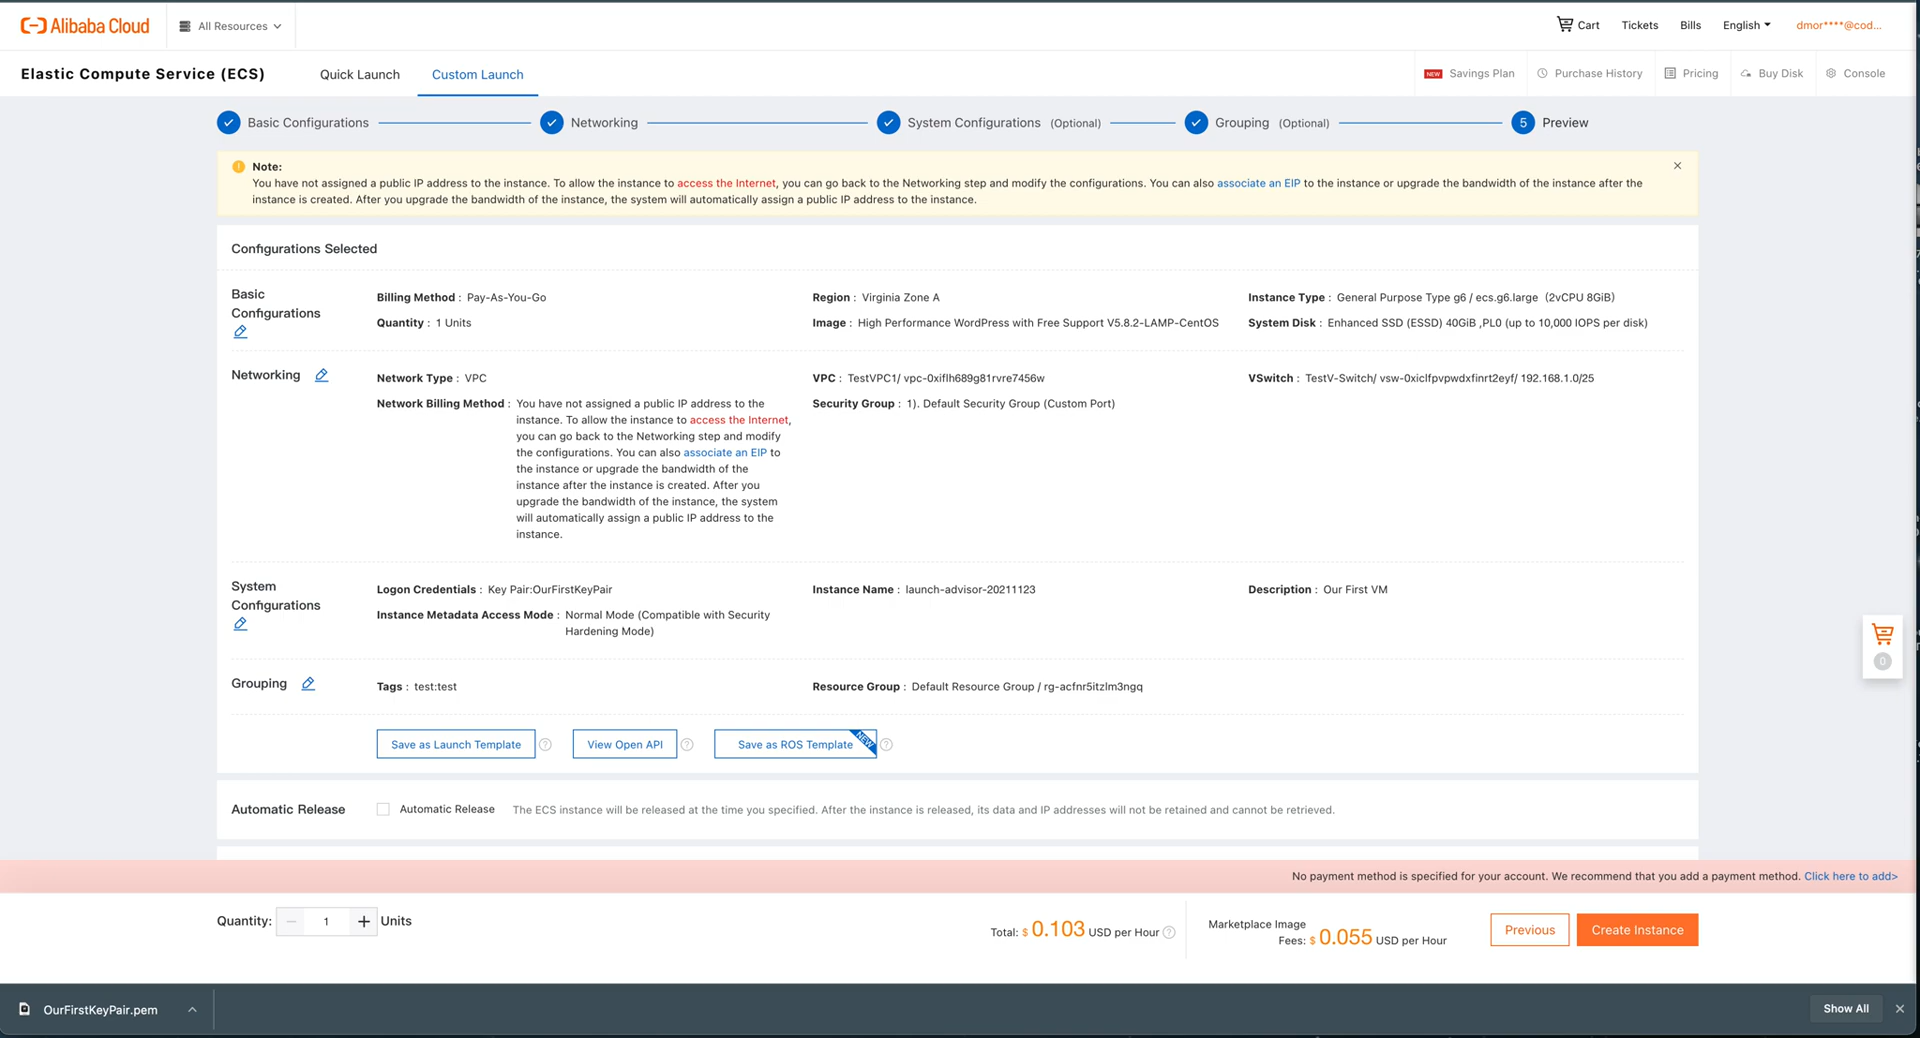 Alibaba Cloud
All Resources
Cart
Tickets
Bills
English
dmor****@cod...
Elastic Compute Service (ECS)
Quick Launch
Custom Launch
NEW Savings Plan
Purchase History
Pricing
Buy Disk
Console
Basic Configurations
Networking
System Configurations (Optional)
Grouping (Optional)
5 Preview
Note:
You have not assigned a public IP address to the instance. To allow the instance to access the Internet, you can go back to the Networking step and modify the configurations. You can also associate an EIP to the instance or upgrade the bandwidth of the instance after the
instance is created. After you upgrade the bandwidth of the instance, the system will automatically assign a public IP address to the instance.
Configurations Selected
Basic
Configurations
Billing Method : Pay-As-You-Go
Region : Virginia Zone A
Instance Type : General Purpose Type g6 / ecs.g6.large (2vCPU 8GiB)
Quantity : 1 Units
Image : High Performance WordPress with Free Support V5.8.2-LAMP-CentOS
System Disk : Enhanced SSD (ESSD) 40GiB ,PL0 (up to 10,000 IOPS per disk)
Networking
Network Type : VPC
VPC : TestVPC1/ vpc-0xiflh689g81rvre7456w
VSwitch : TestV-Switch/ vsw-0xiclfpvpwdxfinrt2eyf/ 192.168.1.0/25
Network Billing Method : You have not assigned a public IP address to the
instance. To allow the instance to access the Internet,
you can go back to the Networking step and modify
the configurations. You can also associate an EIP to
the instance or upgrade the bandwidth of the
instance after the instance is created. After you
upgrade the bandwidth of the instance, the system
will automatically assign a public IP address to the
instance.
Security Group : 1). Default Security Group (Custom Port)
System
Configurations
Logon Credentials : Key Pair:OurFirstKeyPair
Instance Name : launch-advisor-20211123
Description : Our First VM
Instance Metadata Access Mode : Normal Mode (Compatible with Security
Hardening Mode)
Grouping
Tags : test:test
Resource Group : Default Resource Group / rg-acfnr5itzlm3ngq
Save as Launch Template
View Open API
Save as ROS Template
NEW
0
Automatic Release
Automatic Release
The ECS instance will be released at the time you specified. After the instance is released, its data and IP addresses will not be retained and cannot be retrieved.
No payment method is specified for your account. We recommend that you add a payment method. Click here to add>
Quantity: − 1 + Units
Total: $ 0.103 USD per Hour
Marketplace Image
Fees: $ 0.055 USD per Hour
Previous
Create Instance
OurFirstKeyPair.pem
Show All